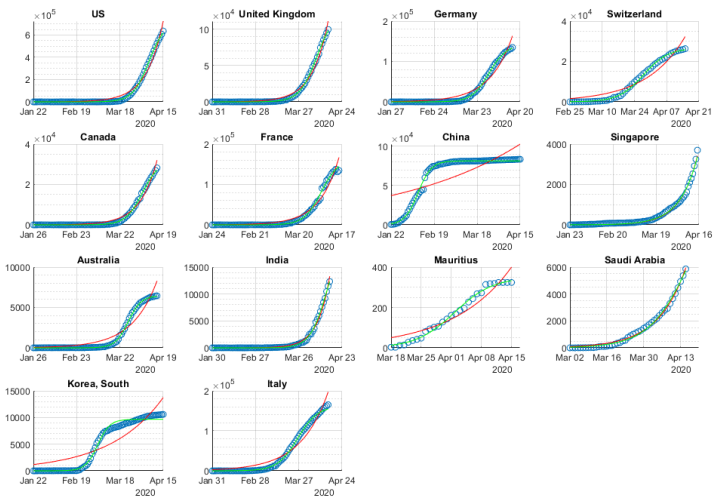 US
×10^5
6
4
2
0
Jan 22 Feb 19 Mar 18 Apr 15
2020
United Kingdom
×10^4
10
5
0
Jan 31 Feb 28 Mar 27 Apr 24
2020
Germany
×10^5
2
1
0
Jan 27 Feb 24 Mar 23 Apr 20
2020
Switzerland
×10^4
4
2
0
Feb 25 Mar 10 Mar 24 Apr 07 Apr 21
2020
Canada
×10^4
4
2
0
Jan 26 Feb 23 Mar 22 Apr 19
2020
France
×10^5
2
1
0
Jan 24 Feb 21 Mar 20 Apr 17
2020
China
×10^4
10
5
0
Jan 22 Feb 19 Mar 18 Apr 15
2020
Singapore
4000
2000
0
Jan 23 Feb 20 Mar 19 Apr 16
2020
Australia
10000
5000
0
Jan 26 Feb 23 Mar 22 Apr 19
2020
India
15000
10000
5000
0
Jan 30 Feb 28 Mar 26 Apr 23
2020
Mauritius
400
200
0
Mar 18 Mar 25 Apr 01 Apr 08 Apr 15
2020
Saudi Arabia
6000
4000
2000
0
Mar 02 Mar 16 Mar 30 Apr 13
2020
Korea, South
15000
10000
5000
0
Jan 22 Feb 19 Mar 18 Apr 15
2020
Italy
×10^5
2
1
0
Jan 31 Feb 28 Mar 27 Apr 24
2020